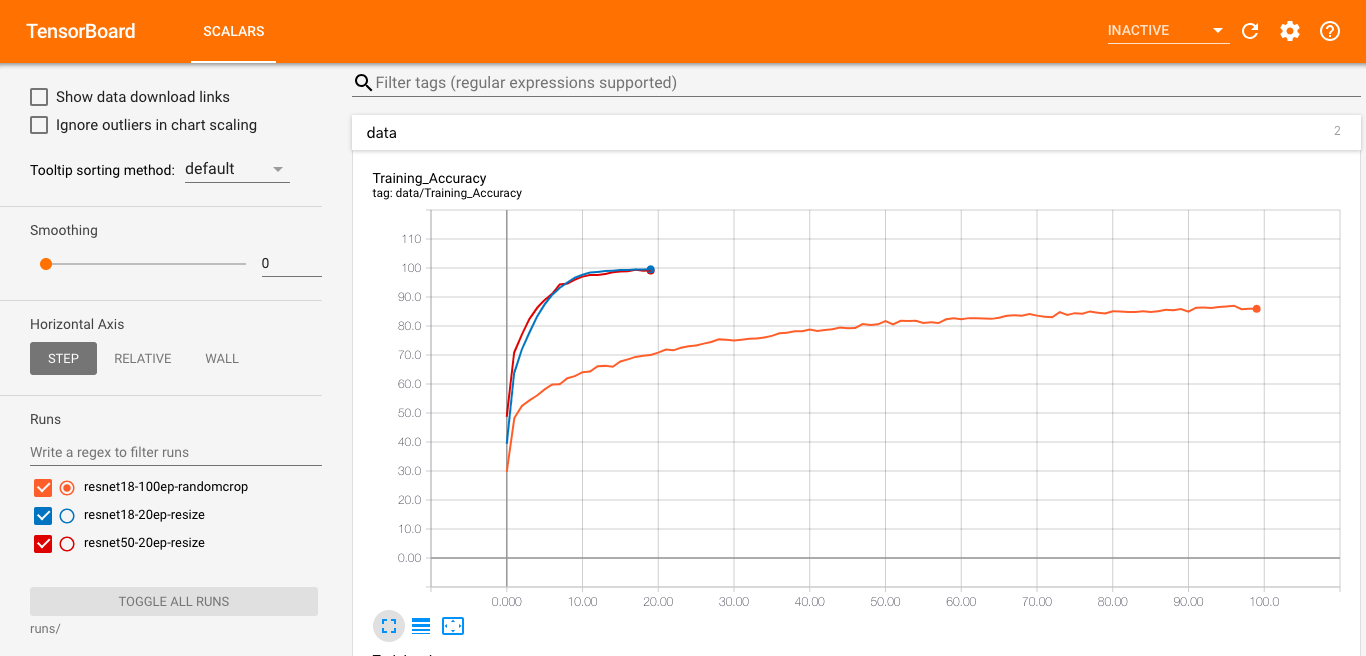 TensorBoard
SCALARS
INACTIVE
Show data download links
Ignore outliers in chart scaling
Tooltip sorting method: default
Smoothing
0
Horizontal Axis
STEP RELATIVE WALL
Runs
Write a regex to filter runs
resnet18-100ep-randomcrop
resnet18-20ep-resize
resnet50-20ep-resize
TOGGLE ALL RUNS
runs/
Filter tags (regular expressions supported)
data 2
Training_Accuracy
tag: data/Training_Accuracy
110
100
90.0
80.0
70.0
60.0
50.0
40.0
30.0
20.0
10.0
0.00
0.000 10.00 20.00 30.00 40.00 50.00 60.00 70.00 80.00 90.00 100.0